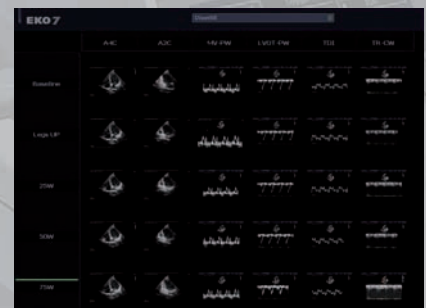 EKO7
A4C A2C MV-PW LVOT-PW TDI TR-CW
Baseline
Legs UP
25W
50W
75W